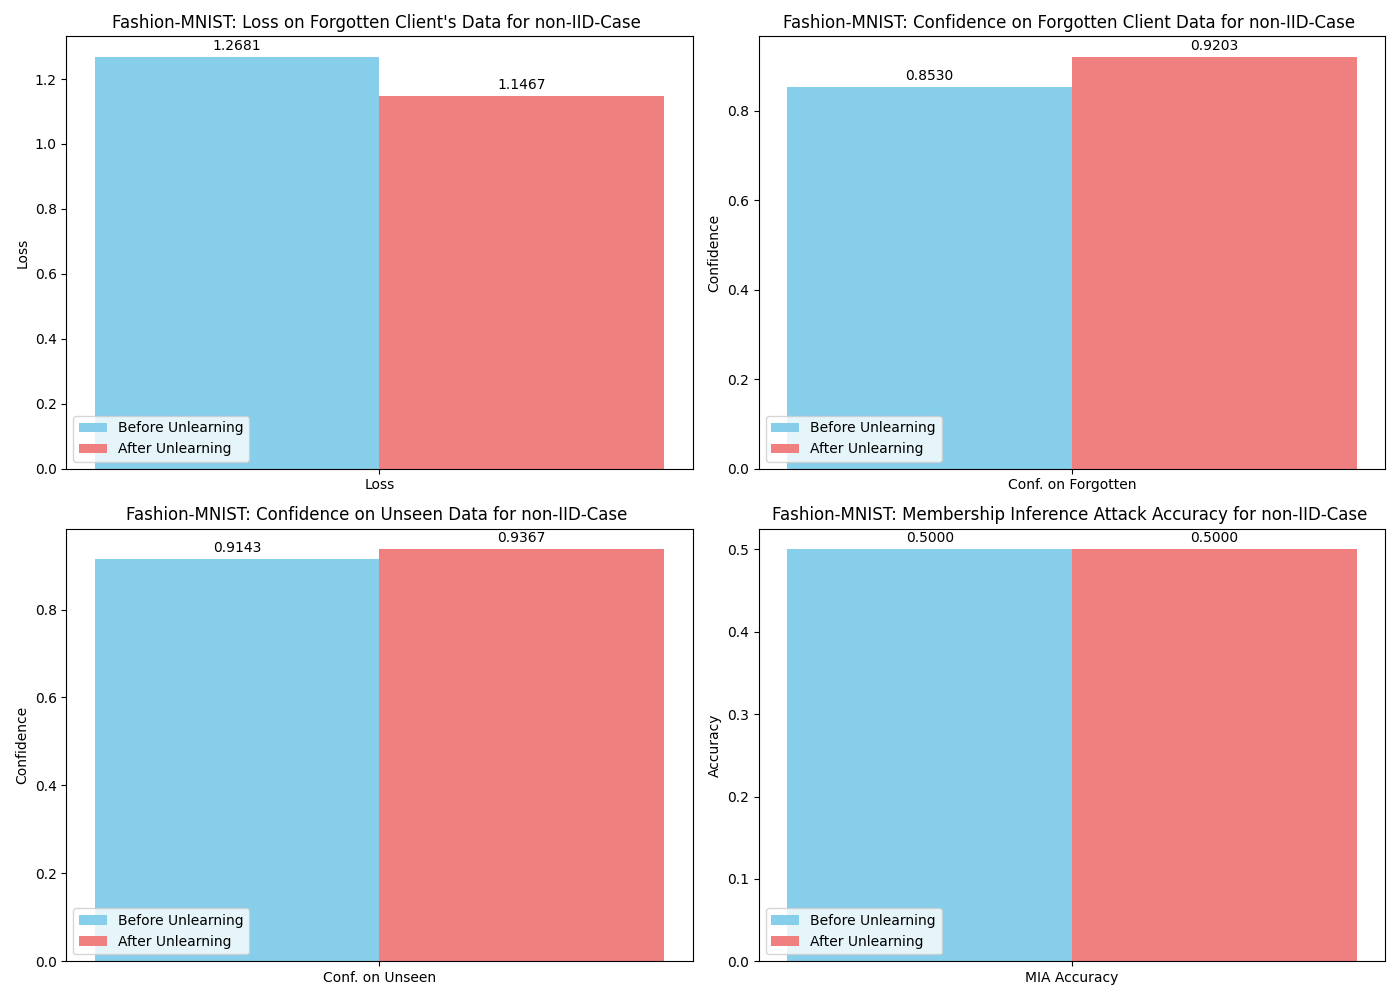 Fashion-MNIST: Loss on Forgotten Client's Data for non-IID-Case
1.2681
1.1467
1.2
1.0
0.8
0.6
0.4
0.2
0.0
Loss
Before Unlearning
After Unlearning
Loss
Fashion-MNIST: Confidence on Forgotten Client Data for non-IID-Case
0.8530
0.9203
0.8
0.6
0.4
0.2
0.0
Confidence
Before Unlearning
After Unlearning
Conf. on Forgotten
Fashion-MNIST: Confidence on Unseen Data for non-IID-Case
0.9143
0.9367
0.8
0.6
0.4
0.2
0.0
Confidence
Before Unlearning
After Unlearning
Conf. on Unseen
Fashion-MNIST: Membership Inference Attack Accuracy for non-IID-Case
0.5000
0.5000
0.5
0.4
0.3
0.2
0.1
0.0
Accuracy
Before Unlearning
After Unlearning
MIA Accuracy